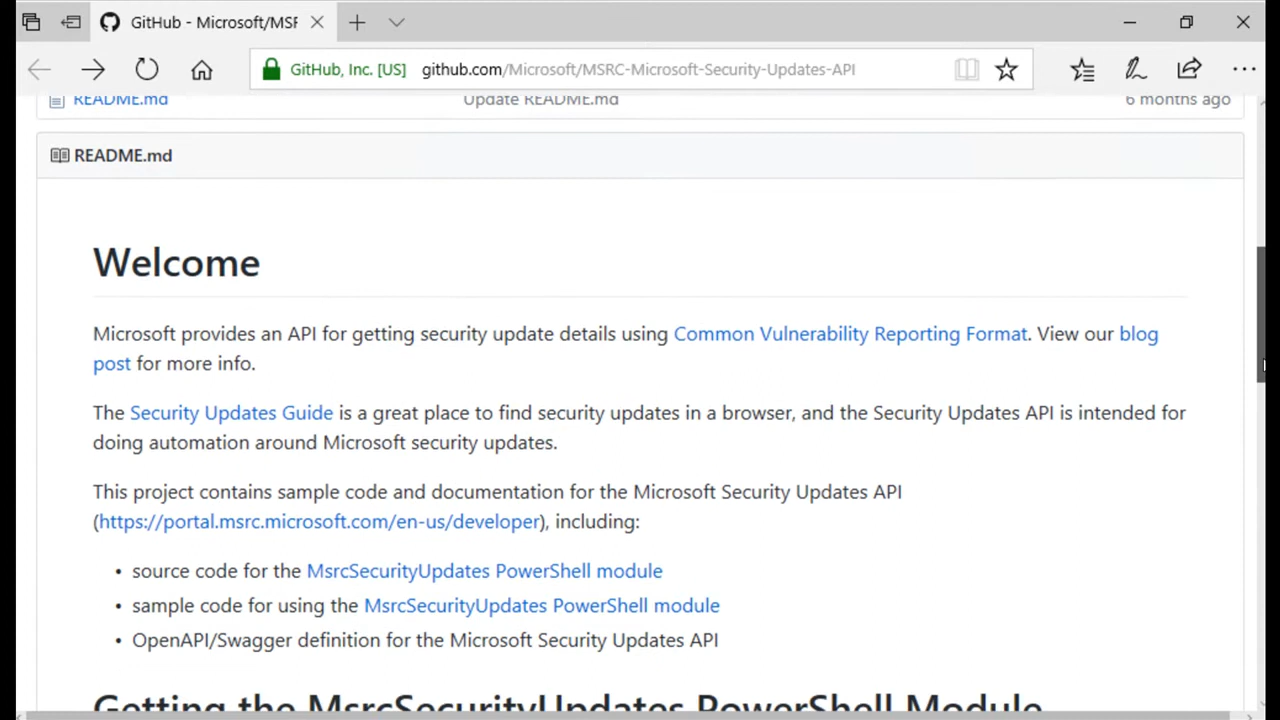 GitHub - Microsoft/MSF
GitHub, Inc. [US] github.com/Microsoft/MSRC-Microsoft-Security-Updates-API
README.md Update README.md 6 months ago
README.md
Welcome
Microsoft provides an API for getting security update details using Common Vulnerability Reporting Format. View our blog
post for more info.
The Security Updates Guide is a great place to find security updates in a browser, and the Security Updates API is intended for
doing automation around Microsoft security updates.
This project contains sample code and documentation for the Microsoft Security Updates API
(https://portal.msrc.microsoft.com/en-us/developer), including:
• source code for the MsrcSecurityUpdates PowerShell module
• sample code for using the MsrcSecurityUpdates PowerShell module
• OpenAPI/Swagger definition for the Microsoft Security Updates API
Getting the MsrcSecurityUpdates PowerShell Module